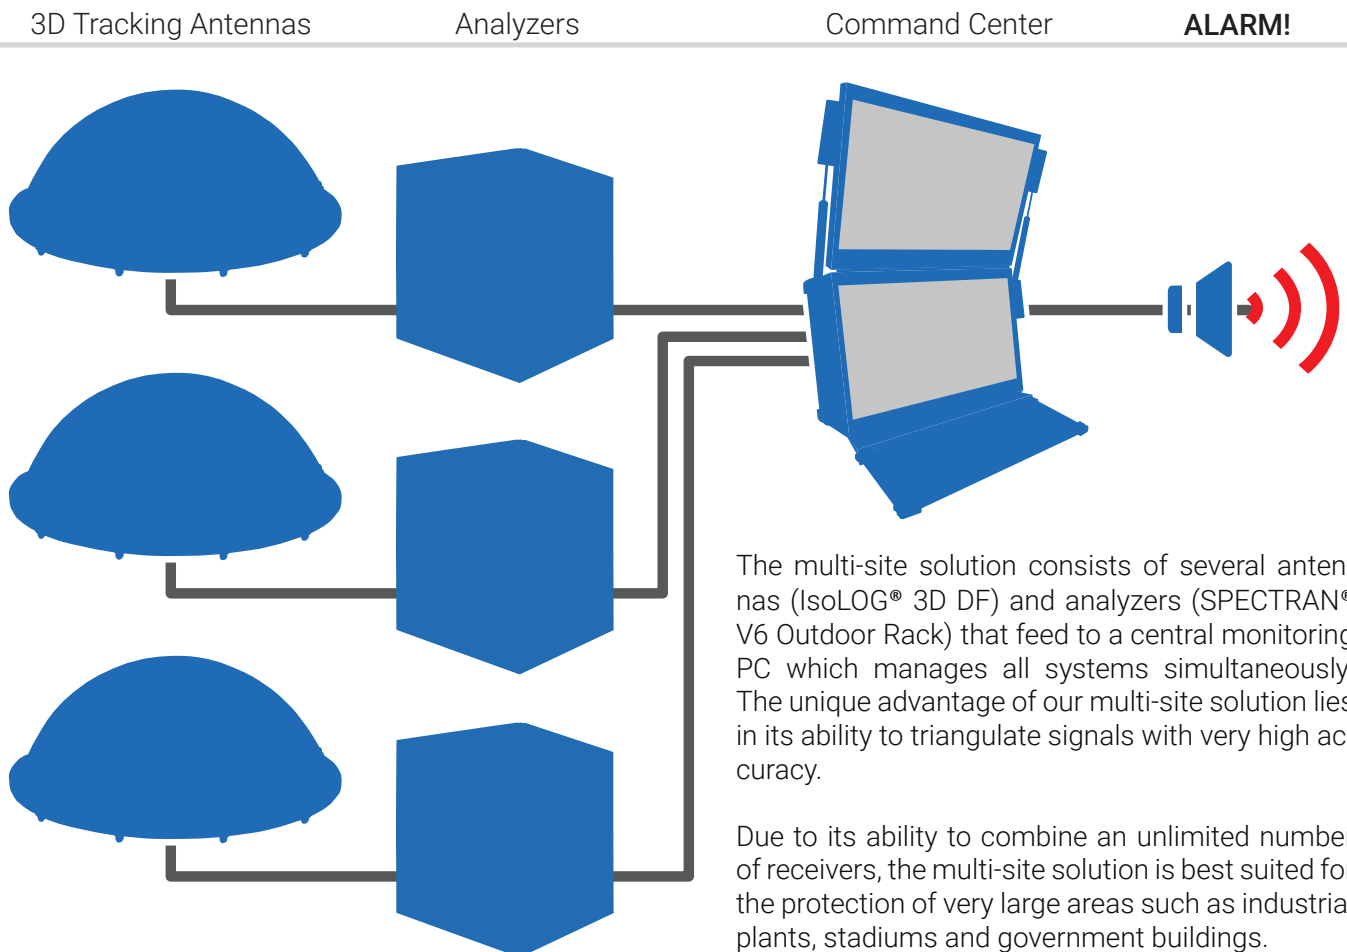 3D Tracking Antennas Analyzers Command Center ALARM!
The multi-site solution consists of several anten
nas (IsoLOG® 3D DF) and analyzers (SPECTRAN®
V6 Outdoor Rack) that feed to a central monitoring
PC which manages all systems simultaneously
The unique advantage of our multi-site solution lies
in its ability to triangulate signals with very high ac
curacy.
Due to its ability to combine an unlimited number
of receivers, the multi-site solution is best suited for
the protection of very large areas such as industria
plants, stadiums and government buildings.